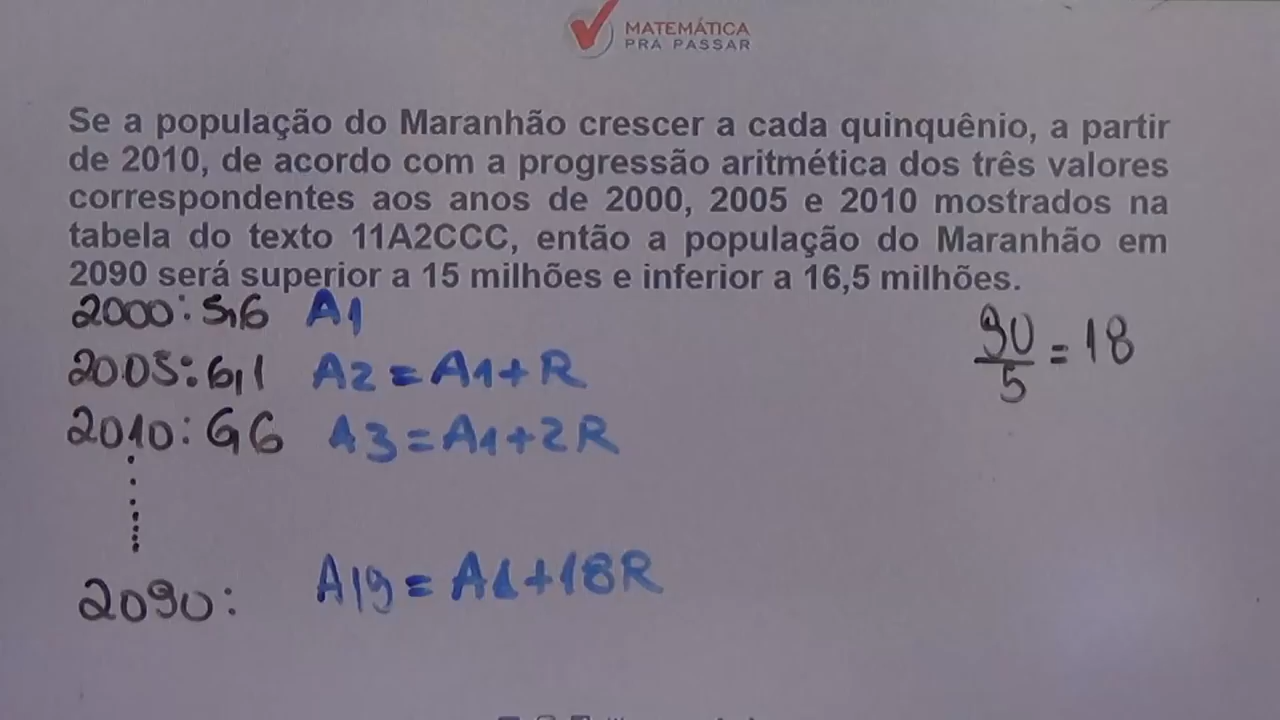 MATEMÁTICA
PRÁ PASSAR
Se a população do Maranhão crescer a cada quinquênio, a partir
de 2010, de acordo com a progressão aritmética dos três valores
correspondentes aos anos de 2000, 2005 e 2010 mostrados na
tabela do texto 11A2CCC, então a população do Maranhão em
2090 será superior a 15 milhões e inferior a 16,5 milhões.
2000: 5,6 A1
2005: 6,1 A2 = A1+R
2010: 66 A3 = A1+2R
2090: A19 = A1+18R
90/5 = 18